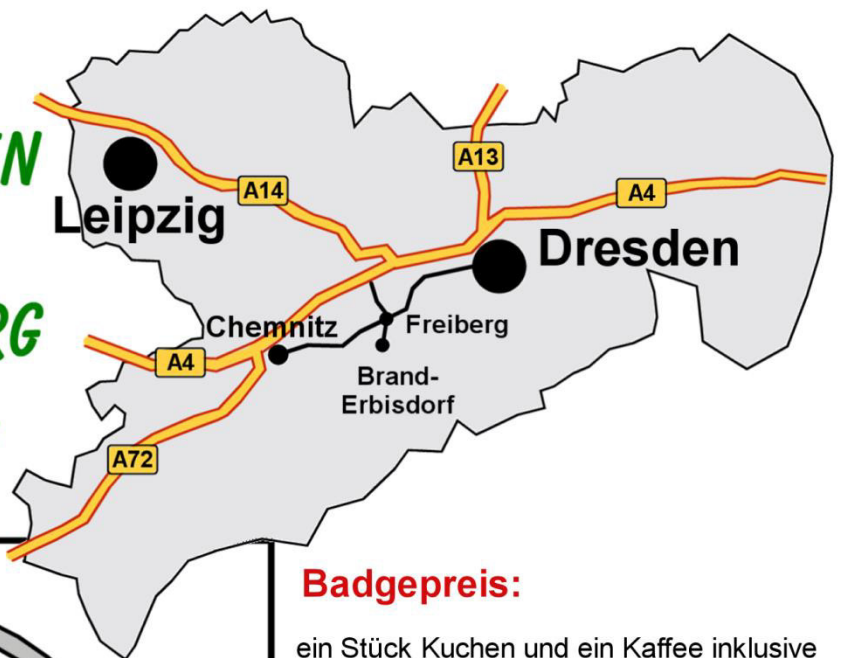 A13
A14
A4
Leipzig
Dresden
Chemnitz
Freiberg
A4
Brand-
Erbisdorf
A72
Badgepreis:
ein Stück Kuchen und ein Kaffee inklusive